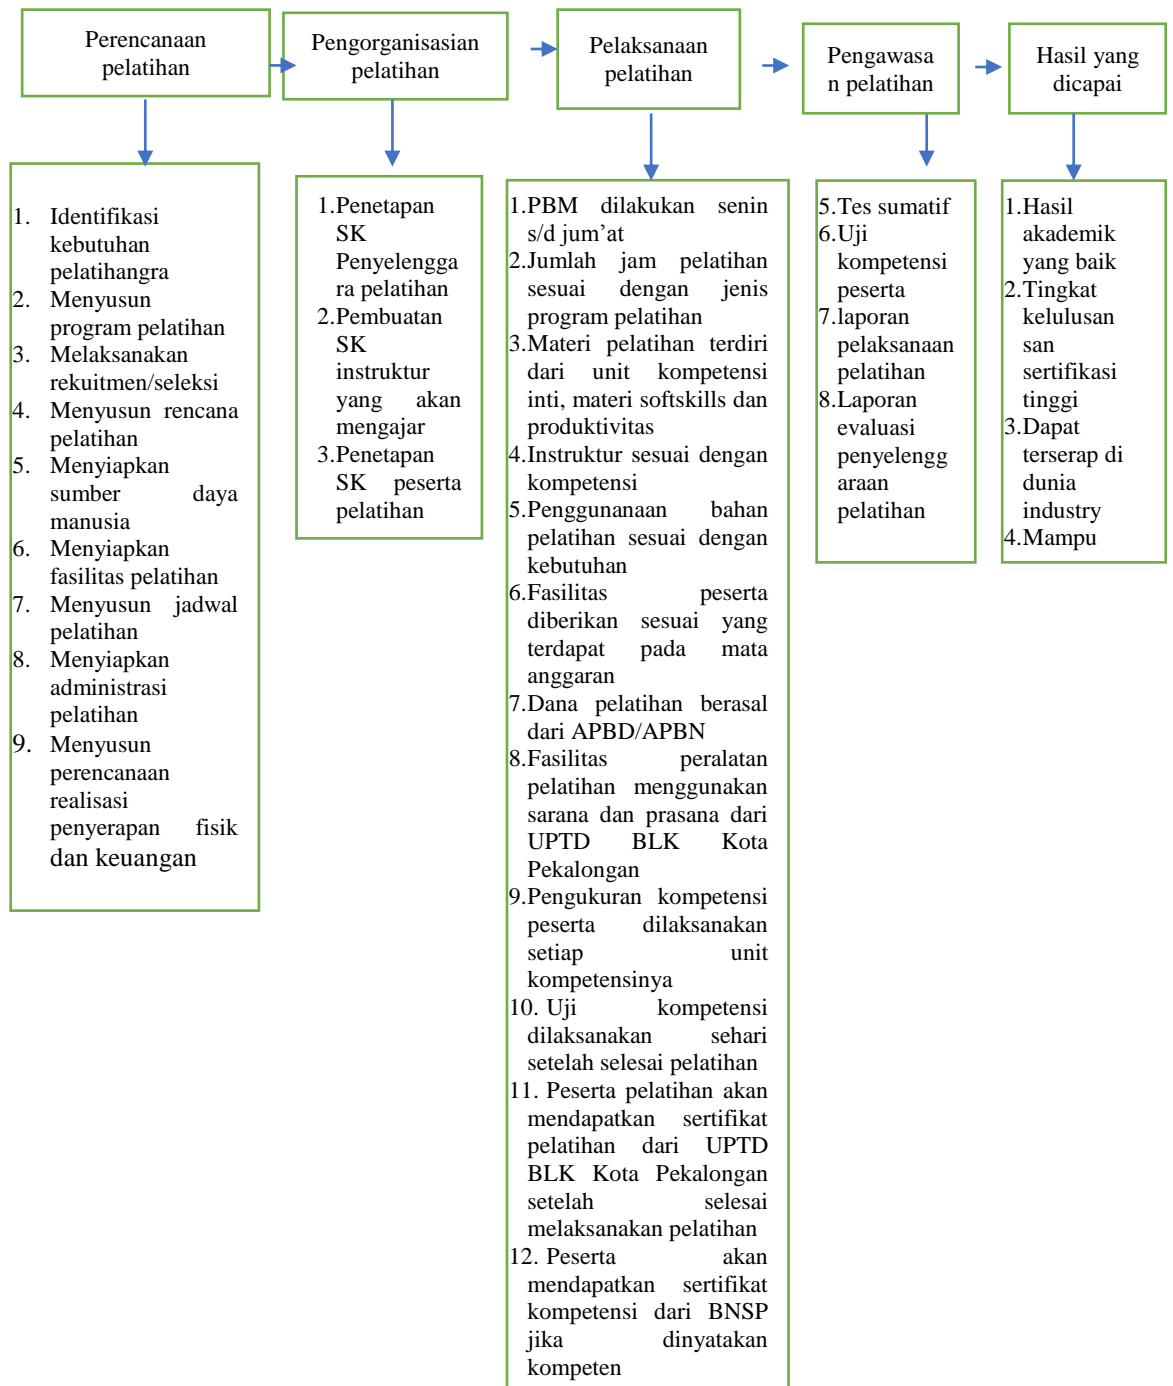 Perencanaan
pelatihan
Pengorganisasian
pelatihan
Pelaksanaan
pelatihan
Pengawasa
n pelatihan
Hasil yang
dicapai
1. Identifikasi
kebutuhan
pelatihangra
2. Menyusun
program pelatihan
3. Melaksanakan
rekuitmen/seleksi
4. Menyusun rencana
pelatihan
5. Menyiapkan
sumber daya
manusia
6. Menyiapkan
fasilitas pelatihan
7. Menyusun jadwal
pelatihan
8. Menyiapkan
administrasi
pelatihan
9. Menyusun
perencanaan
realisasi
penyerapan fisik
dan keuangan
1.Penetapan
SK
Penyelengga
ra pelatihan
2.Pembuatan
SK
instruktur
yang akan
mengajar
3.Penetapan
SK peserta
pelatihan
1.PBM dilakukan senin
s/d jum’at
2.Jumlah jam pelatihan
sesuai dengan jenis
program pelatihan
3.Materi pelatihan terdiri
dari unit kompetensi
inti, materi softskills dan
produktivitas
4.Instruktur sesuai dengan
kompetensi
5.Penggunanaan bahan
pelatihan sesuai dengan
kebutuhan
6.Fasilitas peserta
diberikan sesuai yang
terdapat pada mata
anggaran
7.Dana pelatihan berasal
dari APBD/APBN
8.Fasilitas peralatan
pelatihan menggunakan
sarana dan prasana dari
UPTD BLK Kota
Pekalongan
9.Pengukuran kompetensi
peserta dilaksanakan
setiap unit
kompetensinya
10. Uji kompetensi
dilaksanakan sehari
setelah selesai pelatihan
11. Peserta pelatihan akan
mendapatkan sertifikat
pelatihan dari UPTD
BLK Kota Pekalongan
setelah selesai
melaksanakan pelatihan
12. Peserta akan
mendapatkan sertifikat
kompetensi dari BNSP
jika dinyatakan
kompeten
5.Tes sumatif
6.Uji
kompetensi
peserta
7.laporan
pelaksanaan
pelatihan
8.Laporan
evaluasi
penyelengg
araan
pelatihan
1.Hasil
akademik
yang baik
2.Tingkat
kelulusan
san
sertifikasi
tinggi
3.Dapat
terserap di
dunia
industry
4.Mampu